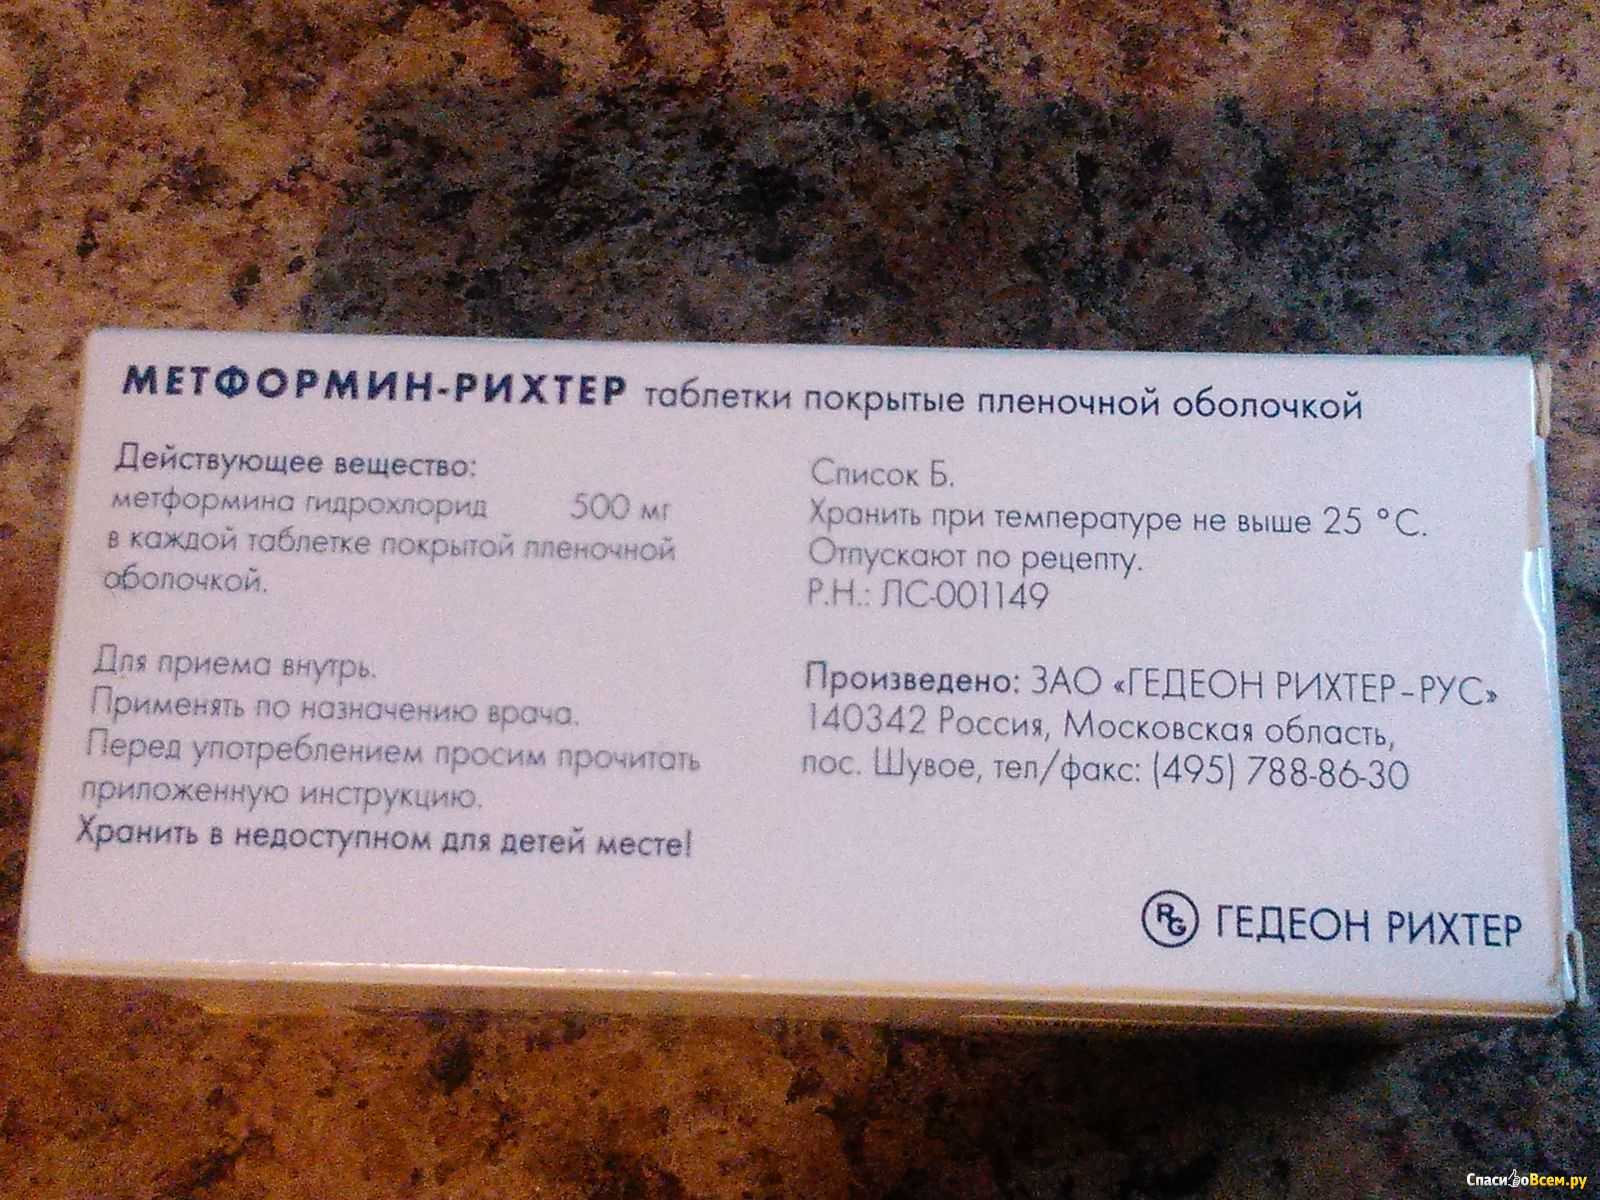 МЕТФОРМИН-РИХТЕР таблетки покрытые пленочной оболочкой
Действующее вещество:
метформина гидрохлорид 500 мг
в каждой таблетке покрытой пленочной
оболочкой.
Для приема внутрь.
Применять по назначению врача.
Перед употреблением просим прочитать
приложенную инструкцию.
Хранить в недоступном для детей месте!
Список Б.
Хранить при температуре не выше 25 °С.
Отпускают по рецепту.
Р.Н.: ЛС-001149
Произведено: ЗАО «ГЕДЕОН РИХТЕР-РУС»
140342 Россия, Московская область,
пос. Шувое, тел/факс: (495) 788-86-30
RG ГЕДЕОН РИХТЕР
СпасибоВсем.ру